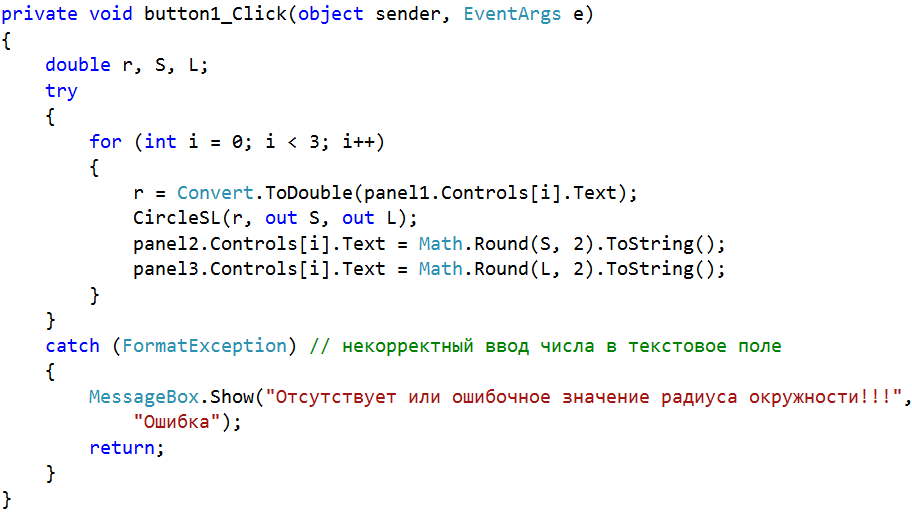 private void button1_Click(object sender, EventArgs e)
{
    double r, S, L;
    try
    {
        for (int i = 0; i < 3; i++)
        {
            r = Convert.ToDouble(panel1.Controls[i].Text);
            CircleSL(r, out S, out L);
            panel2.Controls[i].Text = Math.Round(S, 2).ToString();
            panel3.Controls[i].Text = Math.Round(L, 2).ToString();
        }
    }
    catch (FormatException) // некорректный ввод числа в текстовое поле
    {
        MessageBox.Show("Отсутствует или ошибочное значение радиуса окружности!!!",
            "Ошибка");
        return;
    }
}